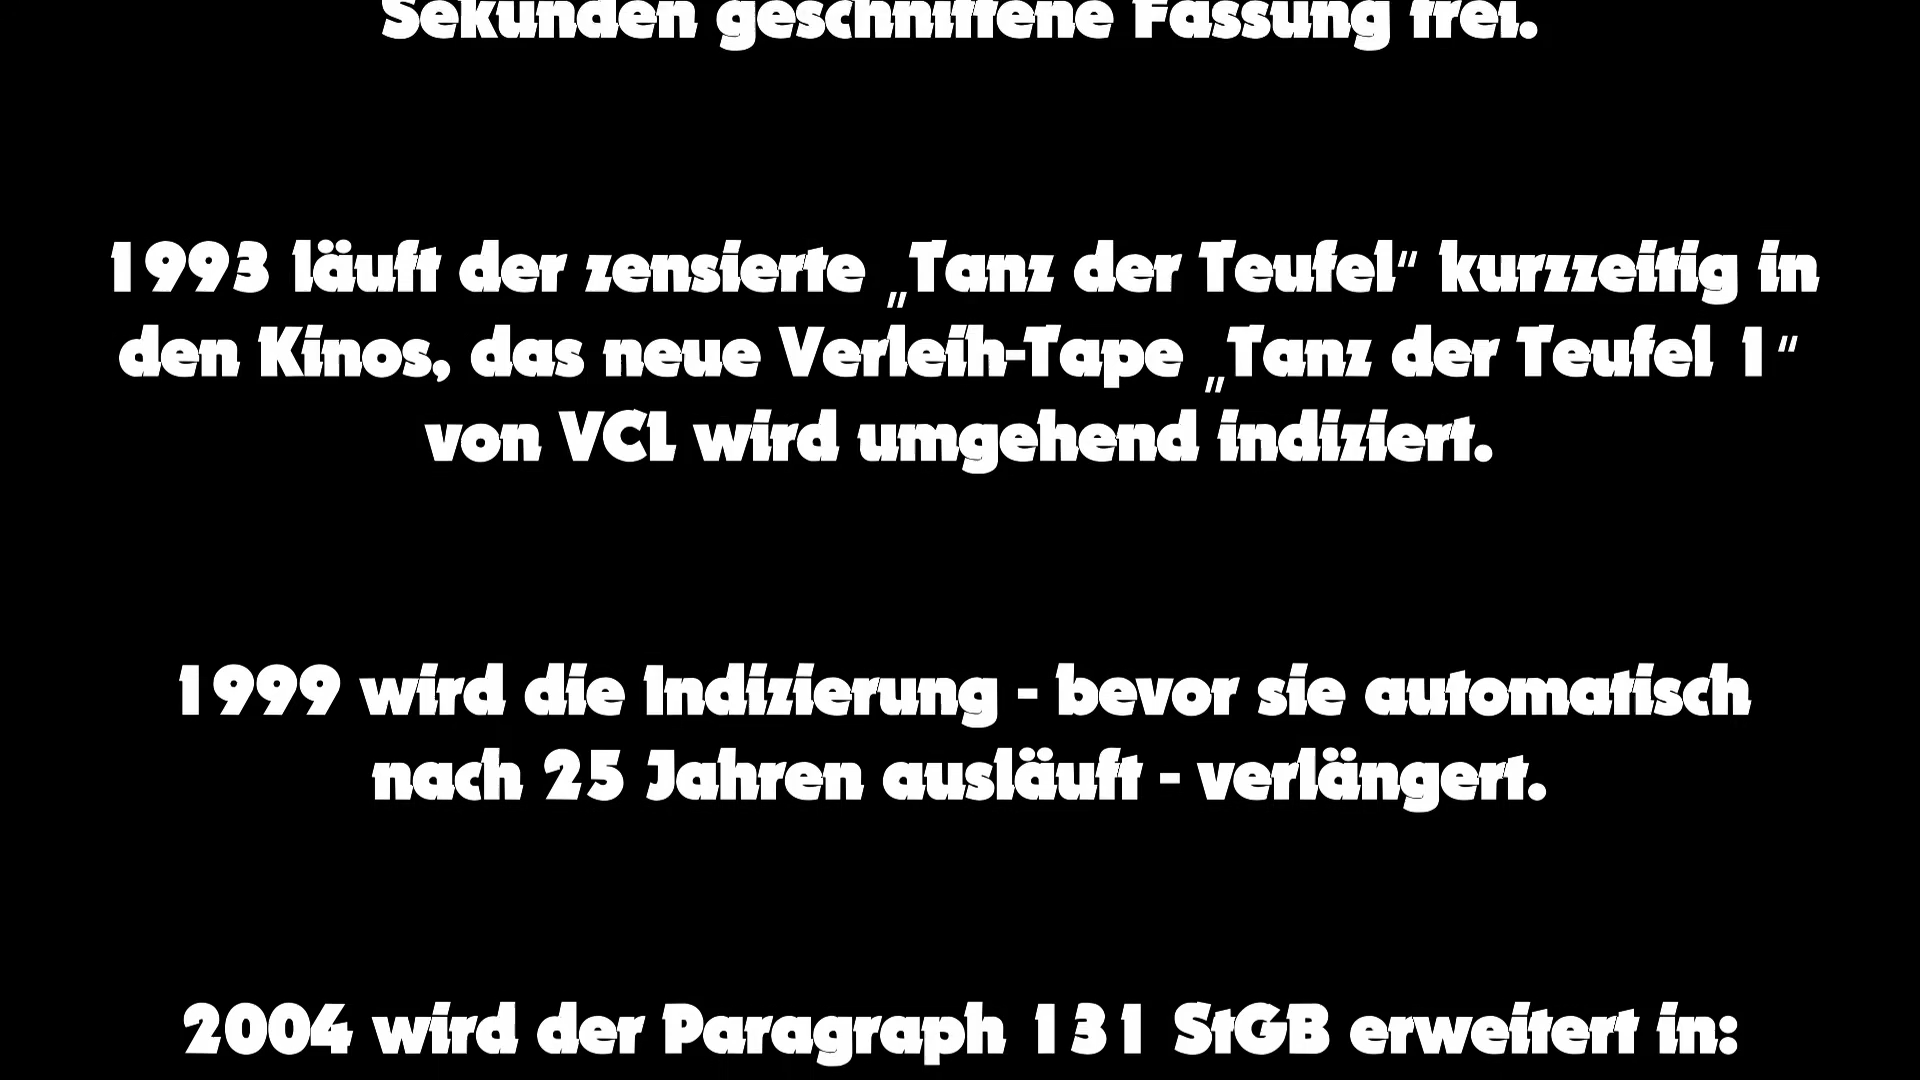 Sekunden geschnittene Fassung frei.
1993 läuft der zensierte „Tanz der Teufel“ kurzzeitig in
den Kinos, das neue Verleih-Tape „Tanz der Teufel 1“
von VCL wird umgehend indiziert.
1999 wird die Indizierung - bevor sie automatisch
nach 25 Jahren ausläuft - verlängert.
2004 wird der Paragraph 131 StGB erweitert in: